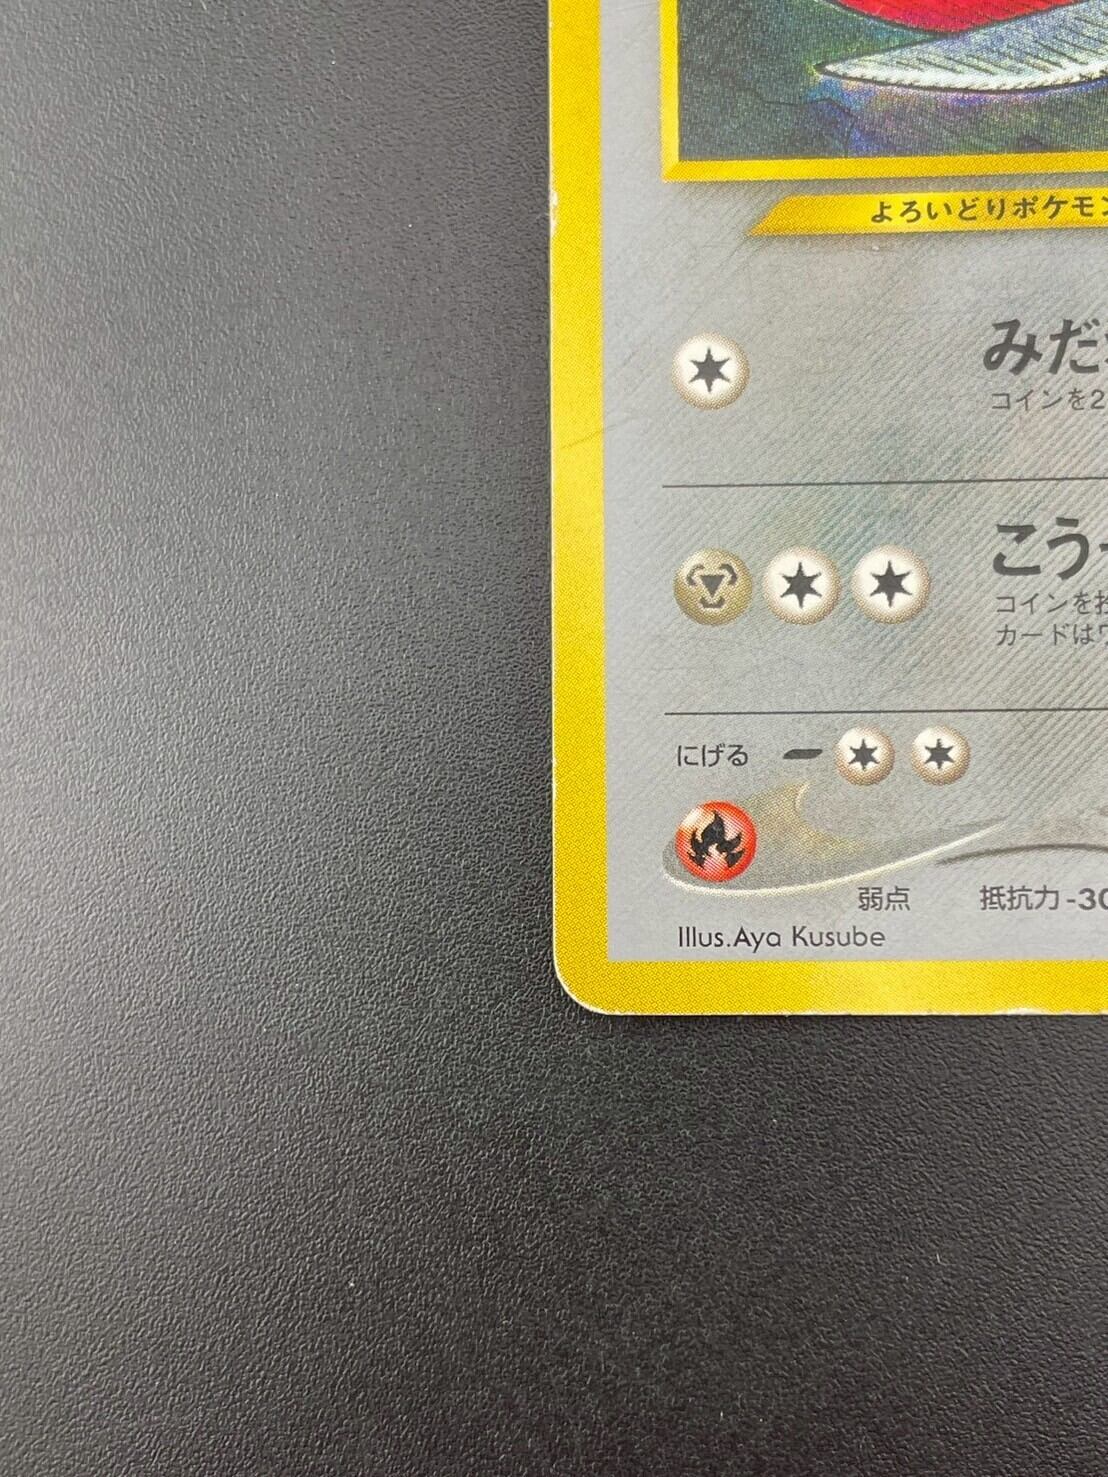 よろいどりポケモン
みだ
コインを2
こう
コインを
カードは
にげる
弱点 抵抗力-30
Illus.Aya Kusube